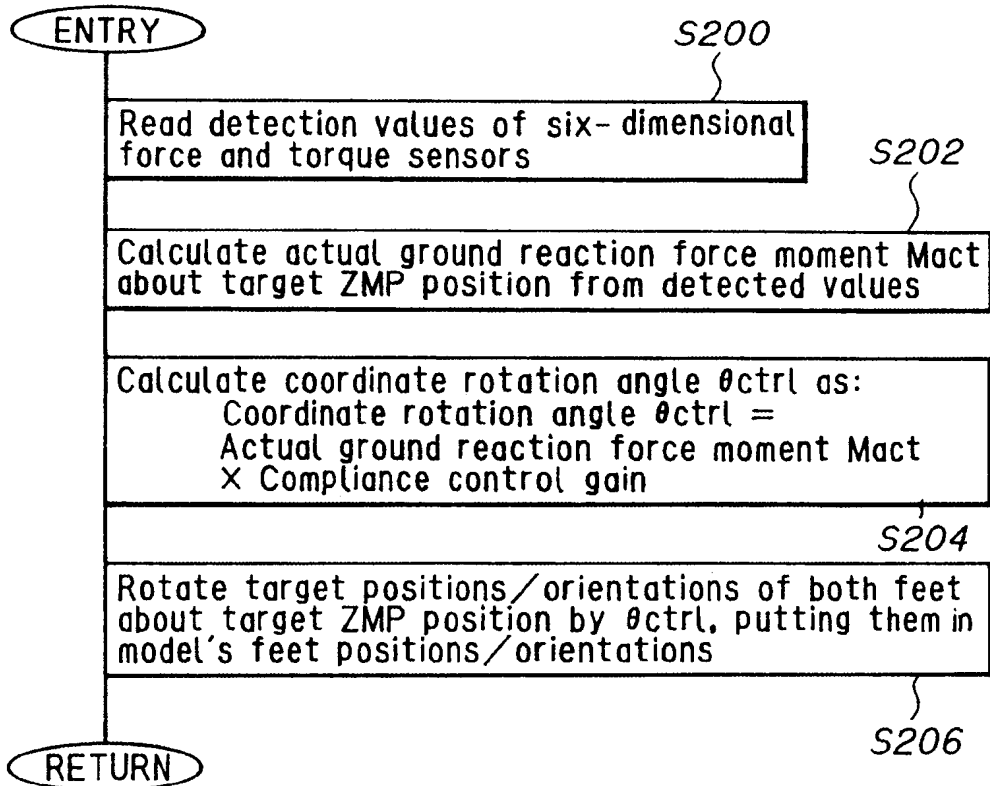 ENTRY
S200
Read detection values of six-dimensional
force and torque sensors
S202
Calculate actual ground reaction force moment Mact
about target ZMP position from detected values
Calculate coordinate rotation angle θctrl as:
Coordinate rotation angle θctrl =
Actual ground reaction force moment Mact
× Compliance control gain
S204
Rotate target positions/orientations of both feet
about target ZMP position by θctrl, putting them in
model's feet positions/orientations
S206
RETURN